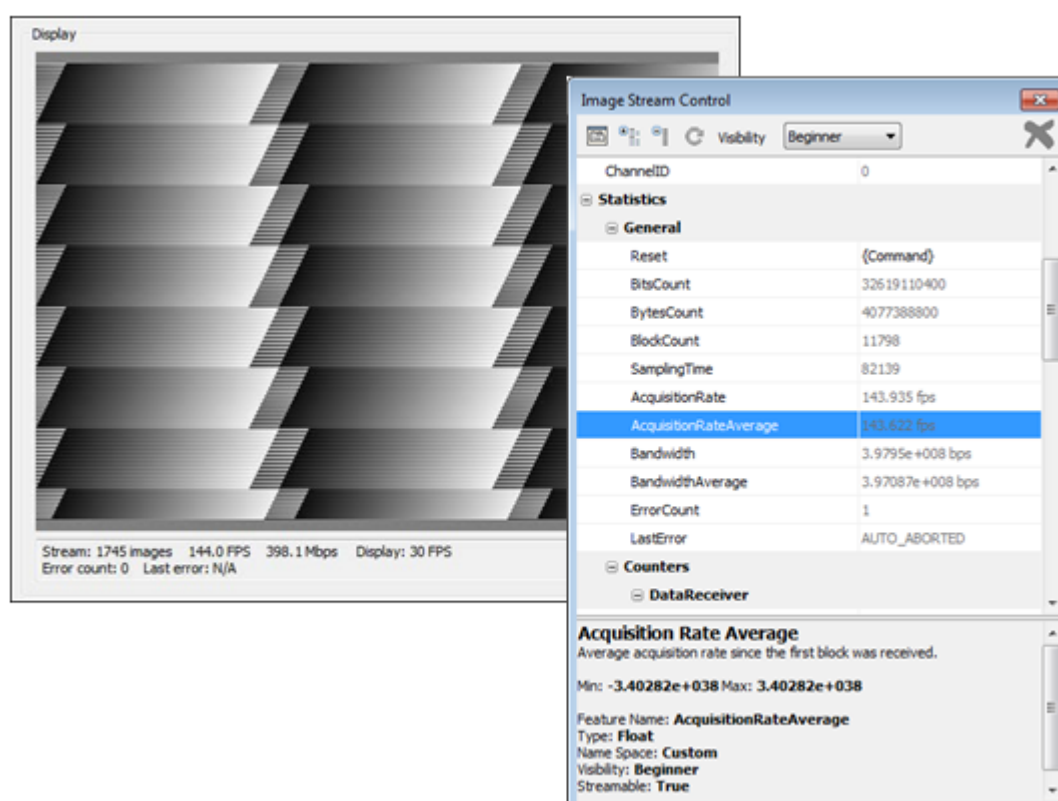 Display
Stream: 1745 images 144.0 FPS 398.1 Mbps Display: 30 FPS
Error count: 0 Last error: N/A
Image Stream Control
Visibility Beginner
ChannelID 0
Statistics
General
Reset {Command}
BitsCount 32619110400
BytesCount 4077388800
BlockCount 11798
SamplingTime 82139
AcquisitionRate 143.935 fps
AcquisitionRateAverage 143.622 fps
Bandwidth 3.9795e+008 bps
BandwidthAverage 3.97087e+008 bps
ErrorCount 1
LastError AUTO_ABORTED
Counters
DataReceiver
Acquisition Rate Average
Average acquisition rate since the first block was received.
Min: -3.40282e+038 Max: 3.40282e+038
Feature Name: AcquisitionRateAverage
Type: Float
Name Space: Custom
Visibility: Beginner
Streamable: True